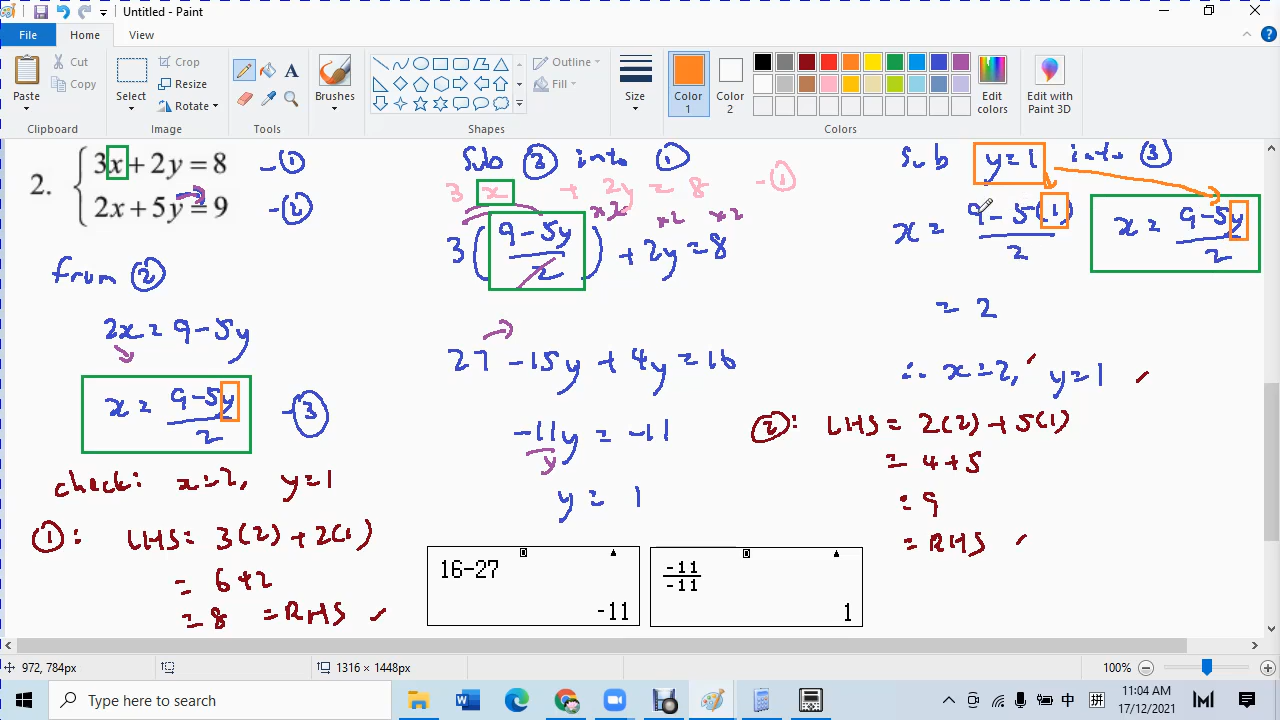 Untitled - Paint
File Home View
Paste Cut Copy Select Crop Resize Rotate Brushes Outline Fill Size Color 1 Color 2 Edit colors Edit with Paint 3D
Clipboard Image Tools Shapes Colors
2. 3x + 2y = 8 -①
2x + 5y = 9 -②
from ②
2x = 9 - 5y
x = 9 - 5y / 2 -③
check: x=2, y=1
①: LHS = 3(2) + 2(1)
= 6+2
= 8 = RHS ✓
Sub ③ into ①
3 x + 2y = 8 -①
x2 x2 x2
3 ( 9 - 5y / 2 ) + 2y = 8
27 - 15y + 4y = 16
-11y = -11
y = 1
16-27
-11
-11 / -11
1
Sub y=1 into ③
x = 9 - 5(1) / 2
x = 9 - 5y / 2
= 2
∴ x=2, y=1
②: LHS = 2(2) + 5(1)
= 4+5
= 9
= RHS ✓
972, 784px 1316 × 1448px 100%
Type here to search
中 拼 11:04 AM
17/12/2021